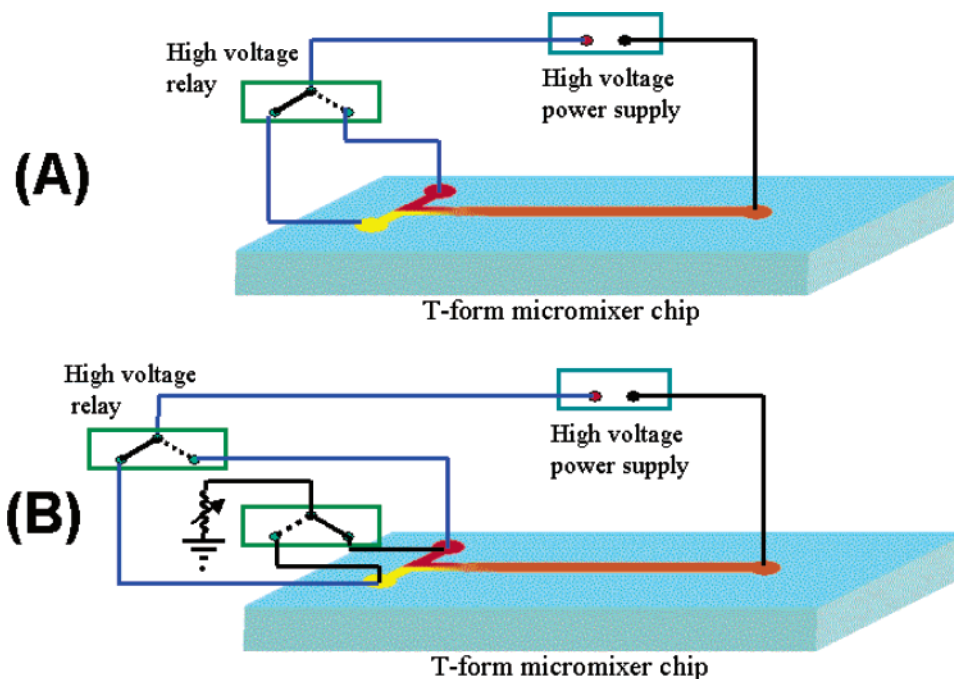 High voltage
relay
High voltage
power supply
(A)
T-form micromixer chip
High voltage
relay
High voltage
power supply
(B)
T-form micromixer chip